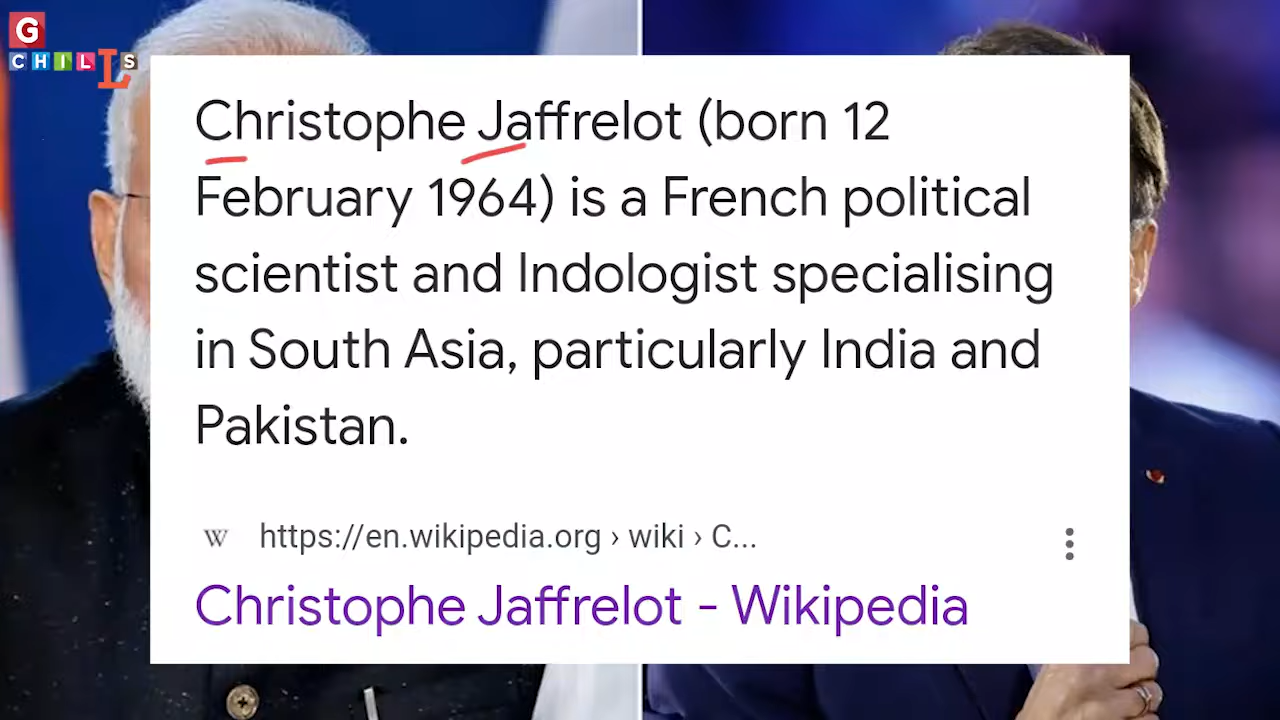 G
CHILLS
Christophe Jaffrelot (born 12
February 1964) is a French political
scientist and Indologist specialising
in South Asia, particularly India and
Pakistan.
W https://en.wikipedia.org › wiki › C...
Christophe Jaffrelot - Wikipedia